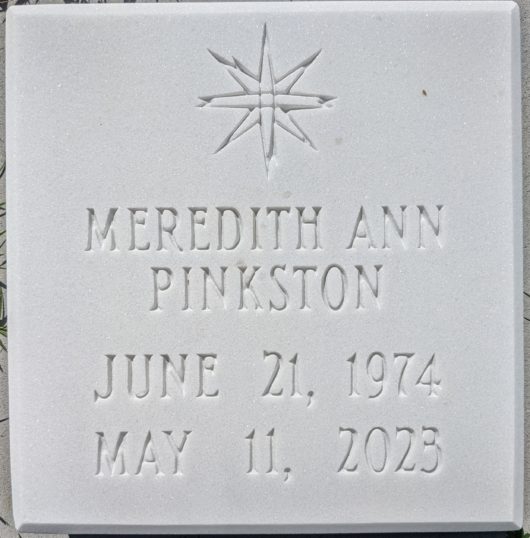 MEREDITH ANN
PINKSTON
JUNE 21, 1974
MAY 11, 2023